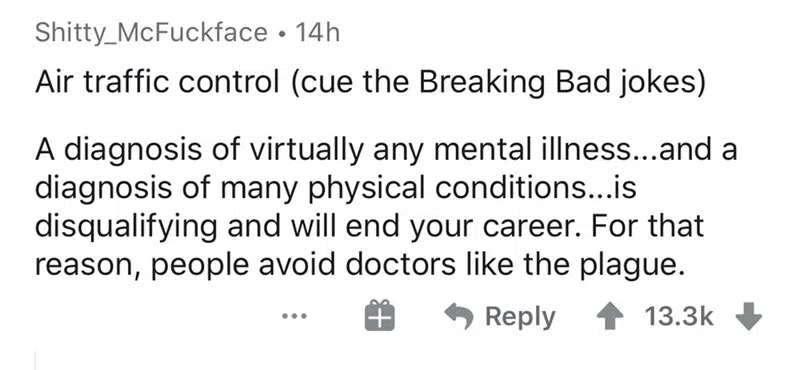 Shitty_McFuckface • 14h
Air traffic control (cue the Breaking Bad jokes)
A diagnosis of virtually any mental illness...and a
diagnosis of many physical conditions...is
disqualifying and will end your career. For that
reason, people avoid doctors like the plague.
... Reply 13.3k